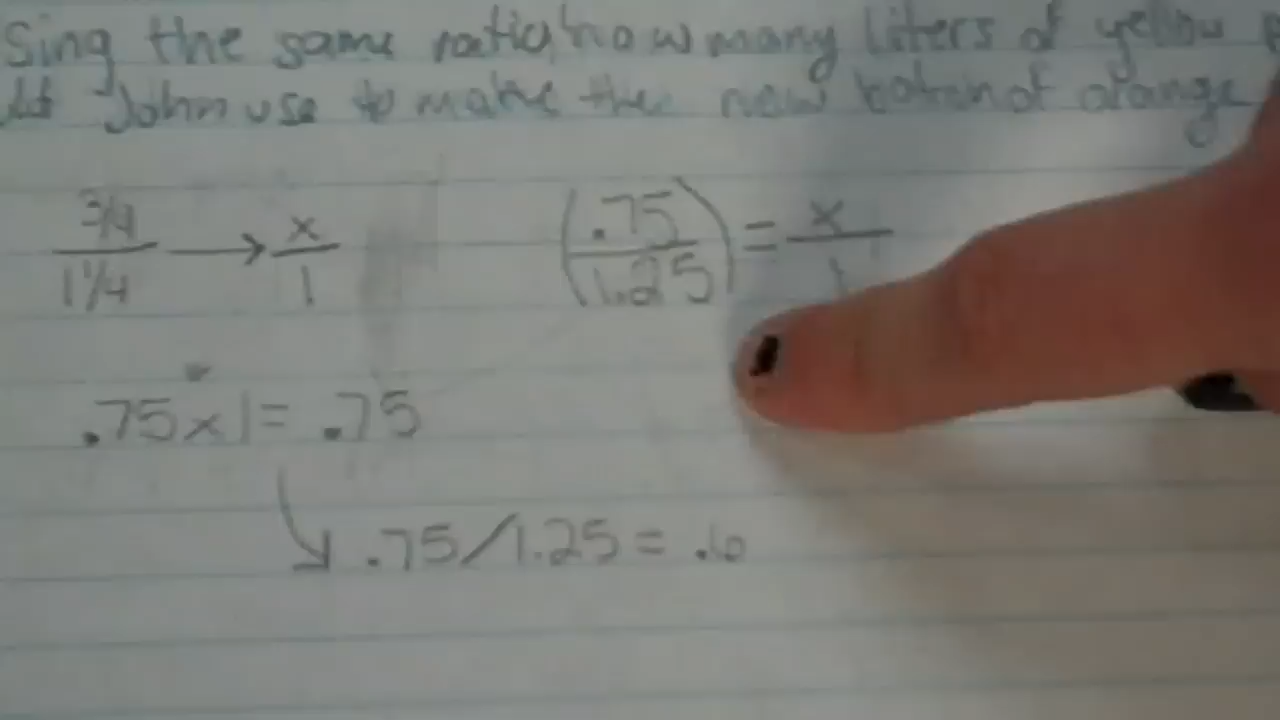 Sing the same ratio, how many liters of yellow
John use to make the new of orange
3/4 x (.75) = x
1 1/4 → 1 1.25 1
.75 x 1 = .75
.75/1.25 = .6